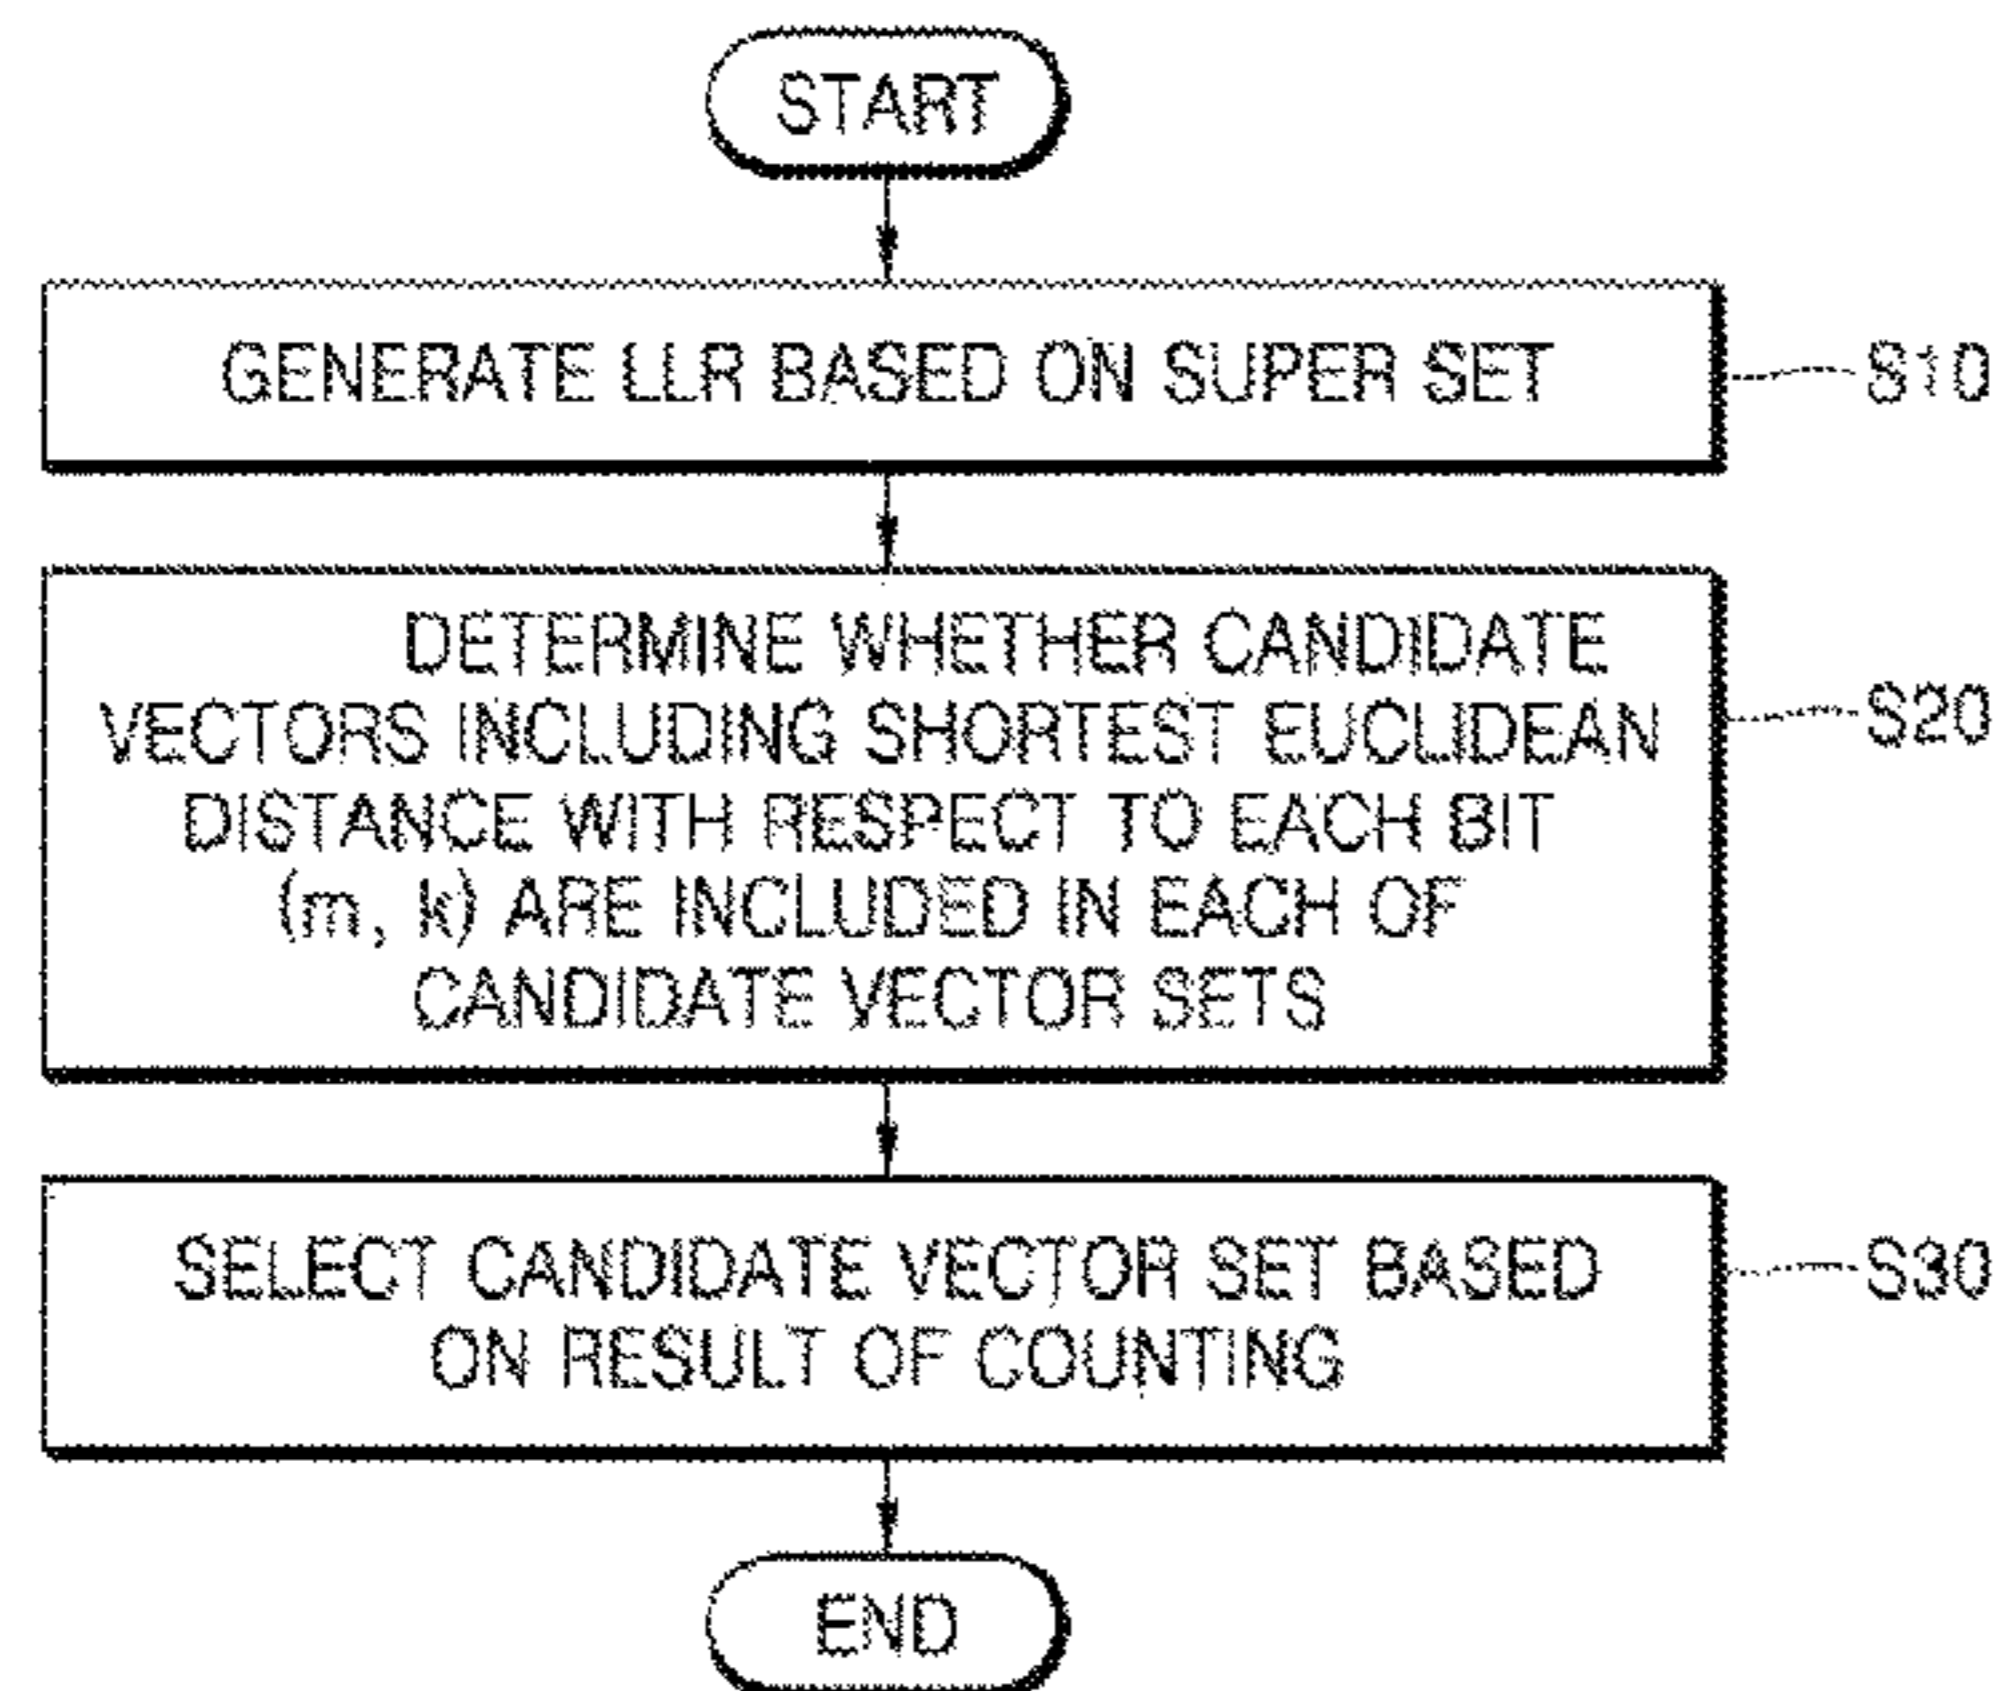 START
GENERATE LLR BASED ON SUPER SET
S10
DETERMINE WHETHER CANDIDATE
VECTORS INCLUDING SHORTEST EUCLIDEAN
DISTANCE WITH RESPECT TO EACH BIT
(m, k) ARE INCLUDED IN EACH OF
CANDIDATE VECTOR SETS
S20
SELECT CANDIDATE VECTOR SET BASED
ON RESULT OF COUNTING
S30
END